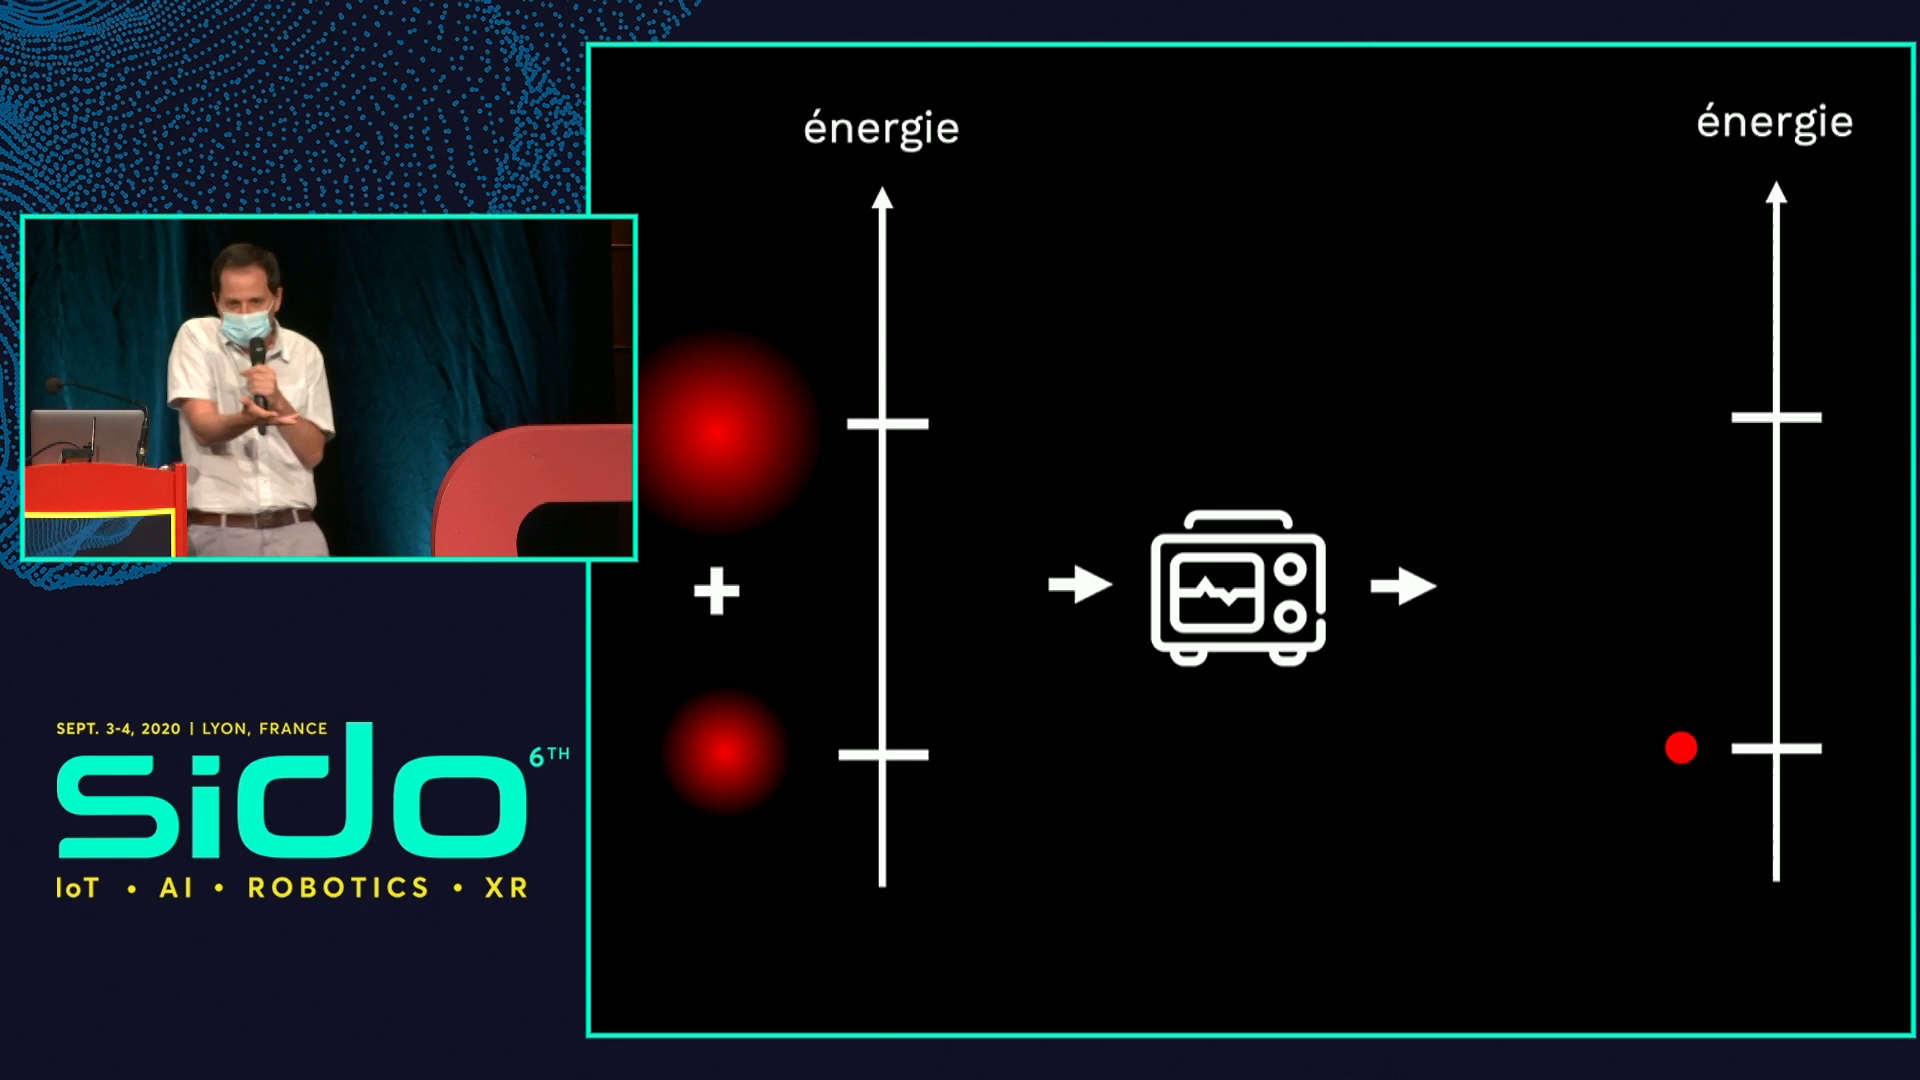 énergie
énergie
+
SEPT. 3-4, 2020 | LYON, FRANCE
sido 6TH
IoT • AI • ROBOTICS • XR